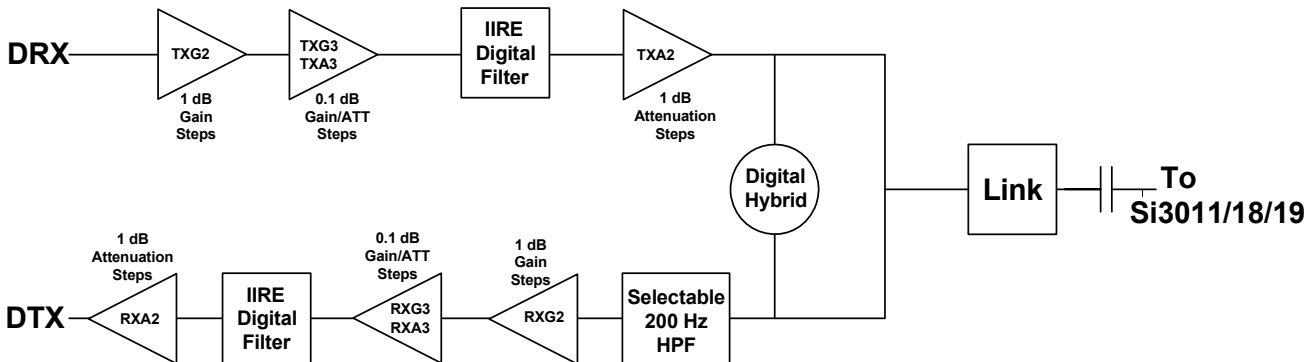 DRX
TXG2
1 dB
Gain
Steps
TXG3
TXA3
0.1 dB
Gain/ATT
Steps
IIRE
Digital
Filter
TXA2
1 dB
Attenuation
Steps
Digital
Hybrid
Link
To
Si3011/18/19
DTX
1 dB
Attenuation
Steps
RXA2
IIRE
Digital
Filter
0.1 dB
Gain/ATT
Steps
RXG3
RXA3
1 dB
Gain
Steps
RXG2
Selectable
200 Hz
HPF